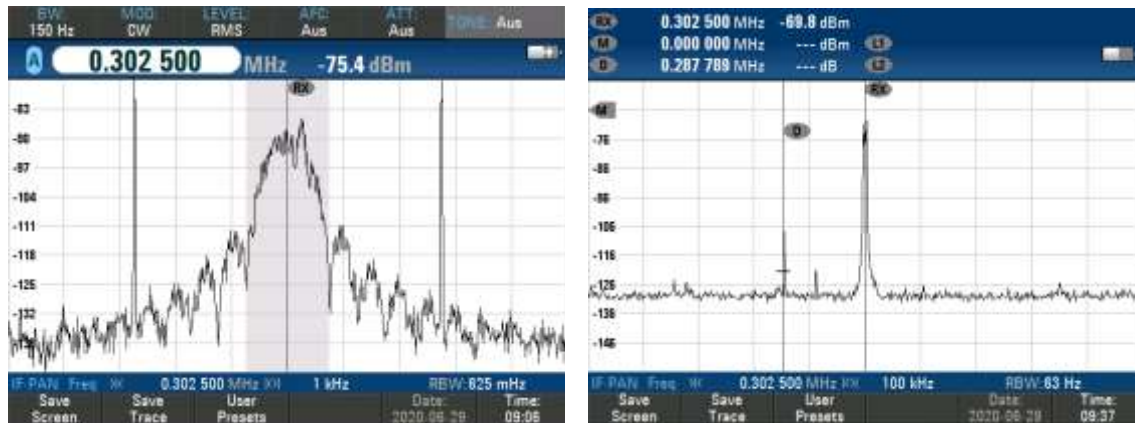 BW: MOD: LEVEL: AFC: ATT: TONE: Aus
150 Hz CW RMS Aus Aus
A 0.302 500 MHz -75.4 dBm
RX
-83
-90
-97
-104
-111
-118
-125
-132
IF PAN Freq 0.302 500 MHz 1 kHz RBW:625 mHz
Save Save User Date: Time:
Screen Trace Presets 2020-06-29 09:06
RX 0.302 500 MHz -69.8 dBm
M 0.000 000 MHz --- dBm L1
D 0.287 789 MHz --- dB L2
RX
M
D
-76
-86
-96
-106
-116
-126
-136
-146
IF PAN Freq 0.302 500 MHz 100 kHz RBW:63 Hz
Save Save User Date: Time:
Screen Trace Presets 2020-06-29 09:37